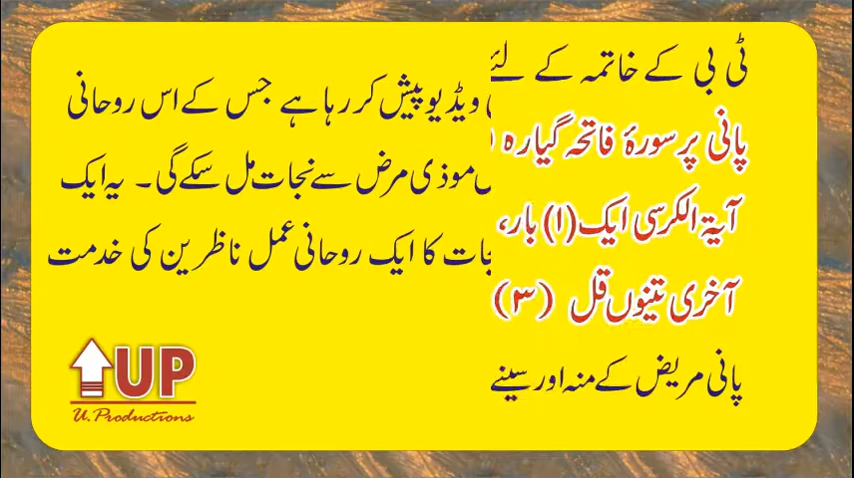 ٹی بی کے خاتمہ کے لئے
پانی پر سورۂ فاتحہ گیارہ
آیۃ الکرسی ایک (۱) بار،
آخری تینوں قل (۳)
پانی مریض کے منہ اور سینے
ویڈیو پیش کر رہا ہے جس کے اس روحانی
موذی مرض سے نجات مل سکے گی۔ یہ ایک
کا ایک روحانی عمل ناظرین کی خدمت
UP
U.Productions